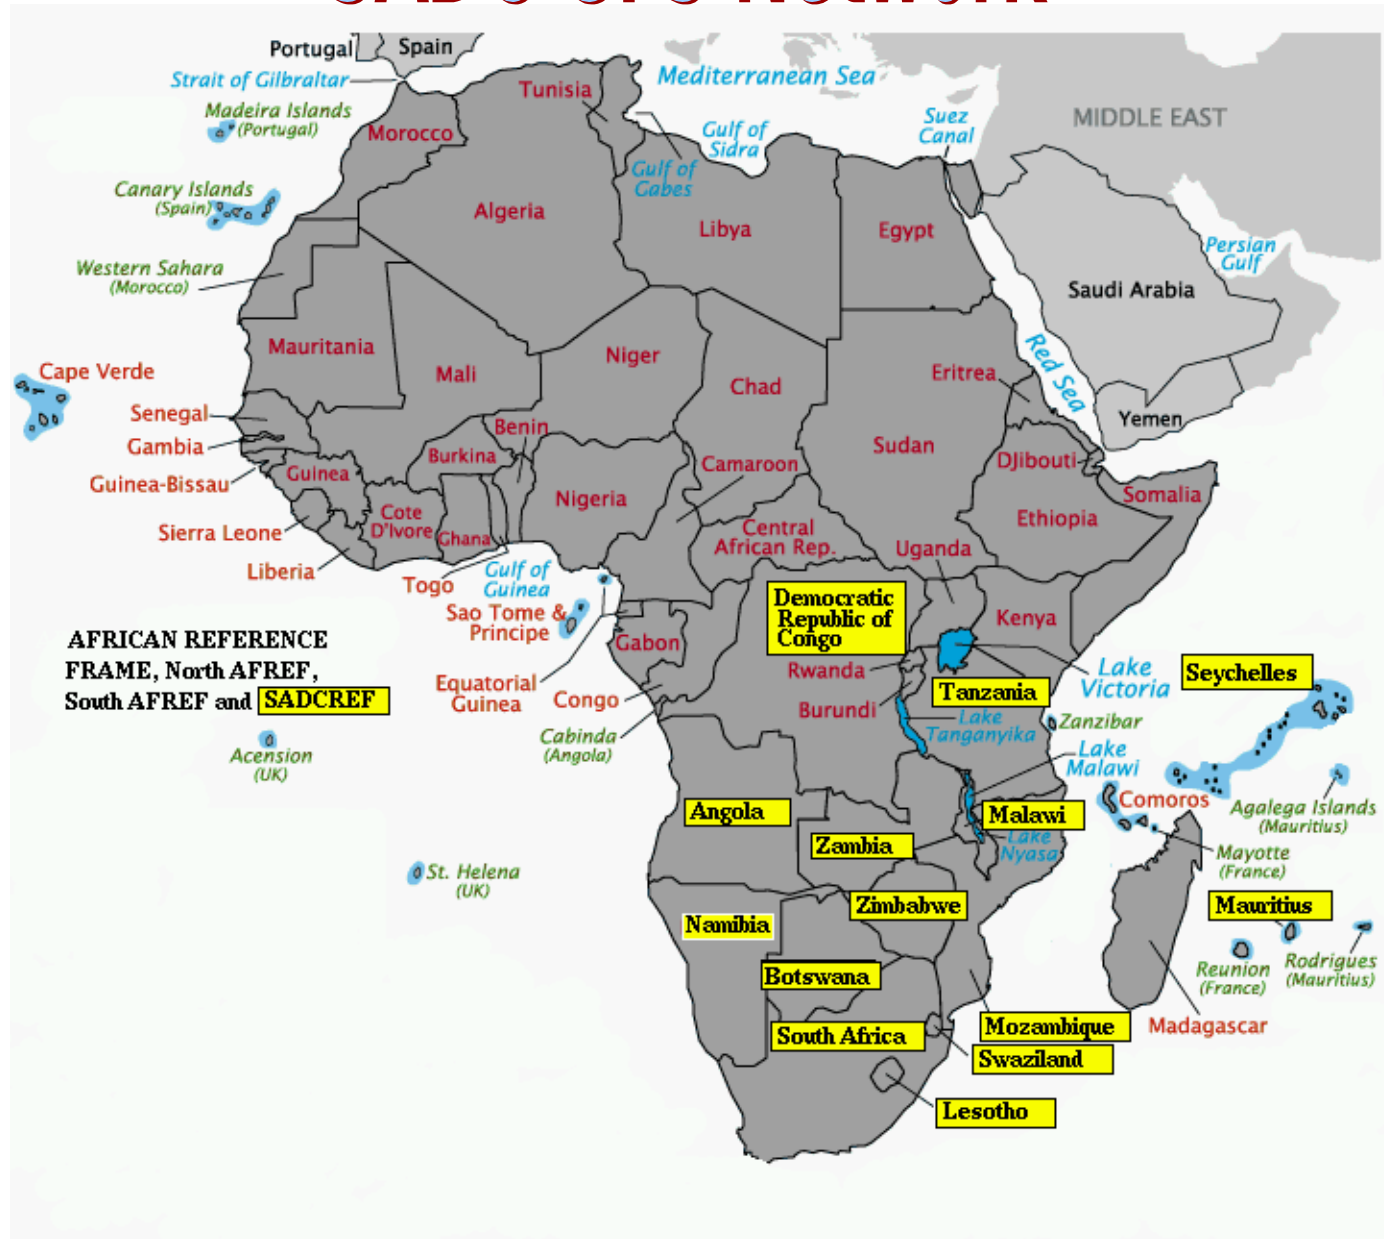 Portugal
Spain
Strait of Gilbraltar
Mediterranean Sea
Tunisia
Madeira Islands
(Portugal)
Morocco
Gulf of
Sidra
Suez
Canal
MIDDLE EAST
Gulf of
Gabes
Canary Islands
(Spain)
Algeria
Libya
Egypt
Persian
Gulf
Western Sahara
(Morocco)
Saudi Arabia
Mauritania
Mali
Niger
Chad
Red Sea
Cape Verde
Eritrea
Senegal
Benin
Yemen
Gambia
Burkina
Sudan
Camaroon
DJibouti
Guinea
Guinea-Bissau
Nigeria
Somalia
Cote
D'Ivore
Ghana
Ethiopia
Sierra Leone
Central
African Rep.
Uganda
Liberia
Togo
Gulf of
Guinea
Democratic
Republic of
Congo
Sao Tome &
Principe
Kenya
AFRICAN REFERENCE
FRAME, North AFREF,
South AFREF and SADCREF
Gabon
Rwanda
Lake
Victoria
Seychelles
Equatorial
Guinea
Congo
Tanzania
Burundi
Lake
Tanganyika
Zanzibar
Cabinda
(Angola)
Acension
(UK)
Lake
Malawi
Comoros
Agalega Islands
(Mauritius)
Angola
Malawi
Zambia
Lake
Nyasa
Mayotte
(France)
St. Helena
(UK)
Zimbabwe
Mauritius
Namibia
Botswana
Reunion
(France)
Rodrigues
(Mauritius)
South Africa
Mozambique
Madagascar
Swaziland
Lesotho